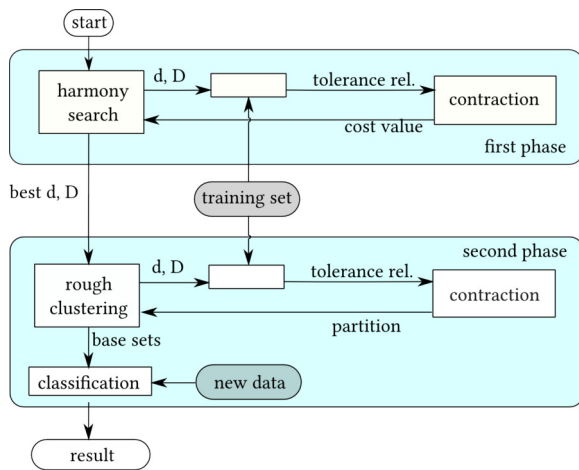 start
d, D
tolerance rel.
harmony
search
contraction
cost value
first phase
best d, D
training set
second phase
d, D
tolerance rel.
rough
clustering
contraction
partition
base sets
classification
new data
result